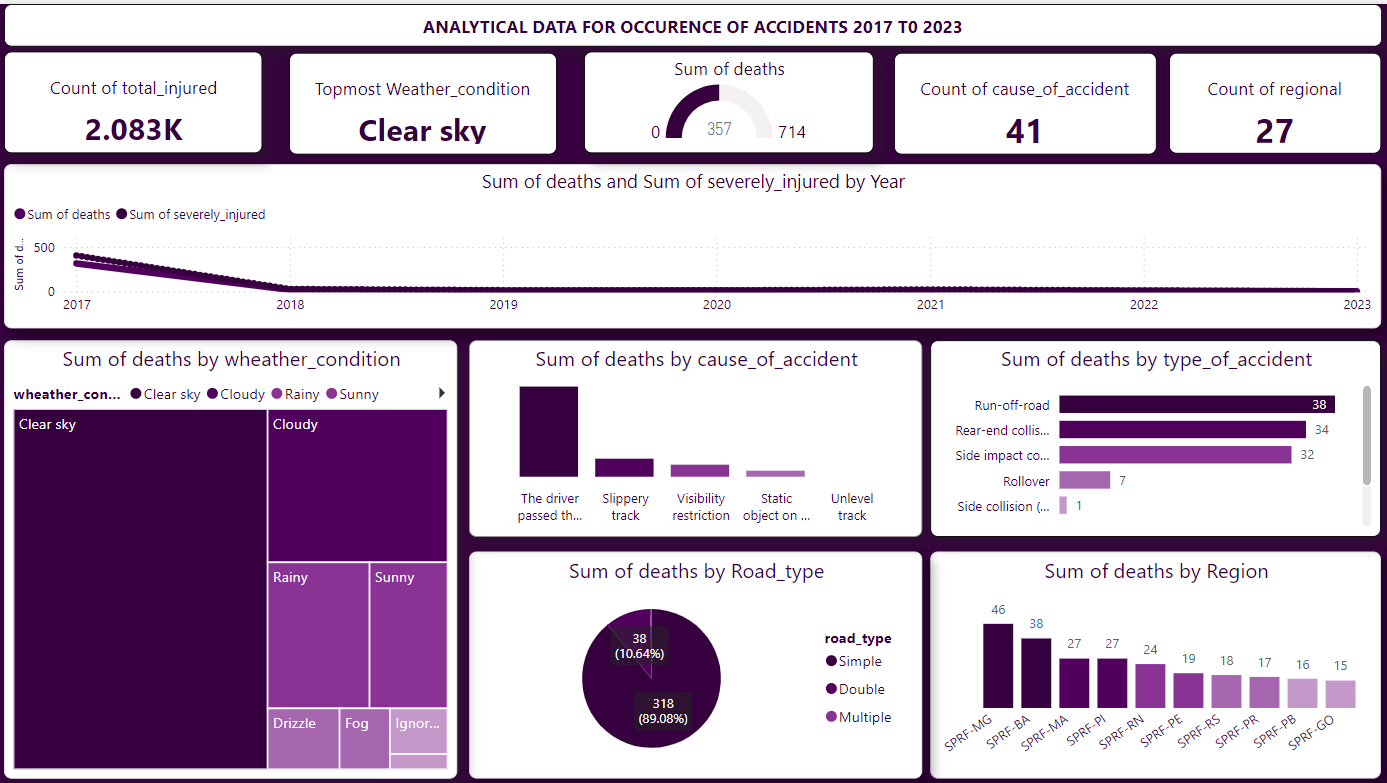 ANALYTICAL DATA FOR OCCURENCE OF ACCIDENTS 2017 T0 2023
Count of total_injured
2.083K
Topmost Weather_condition
Clear sky
Sum of deaths
0
357
714
Count of cause_of_accident
41
Count of regional
27
Sum of deaths and Sum of severely_injured by Year
Sum of deaths
Sum of severely_injured
Sum of d...
500
0
2017
2018
2019
2020
2021
2022
2023
Sum of deaths by wheather_condition
wheather_con...
Clear sky
Cloudy
Rainy
Sunny
Clear sky
Cloudy
Rainy
Sunny
Drizzle
Fog
Ignor...
Sum of deaths by cause_of_accident
The driver
passed th...
Slippery
track
Visibility
restriction
Static
object on ...
Unlevel
track
Sum of deaths by type_of_accident
Run-off-road
38
Rear-end collis...
34
Side impact co...
32
Rollover
7
Side collision (...
1
Sum of deaths by Road_type
38
(10.64%)
318
(89.08%)
road_type
Simple
Double
Multiple
Sum of deaths by Region
46
38
27
27
24
19
18
17
16
15
SPRF-MG
SPRF-BA
SPRF-MA
SPRF-PI
SPRF-RN
SPRF-PE
SPRF-RS
SPRF-PR
SPRF-PB
SPRF-GO